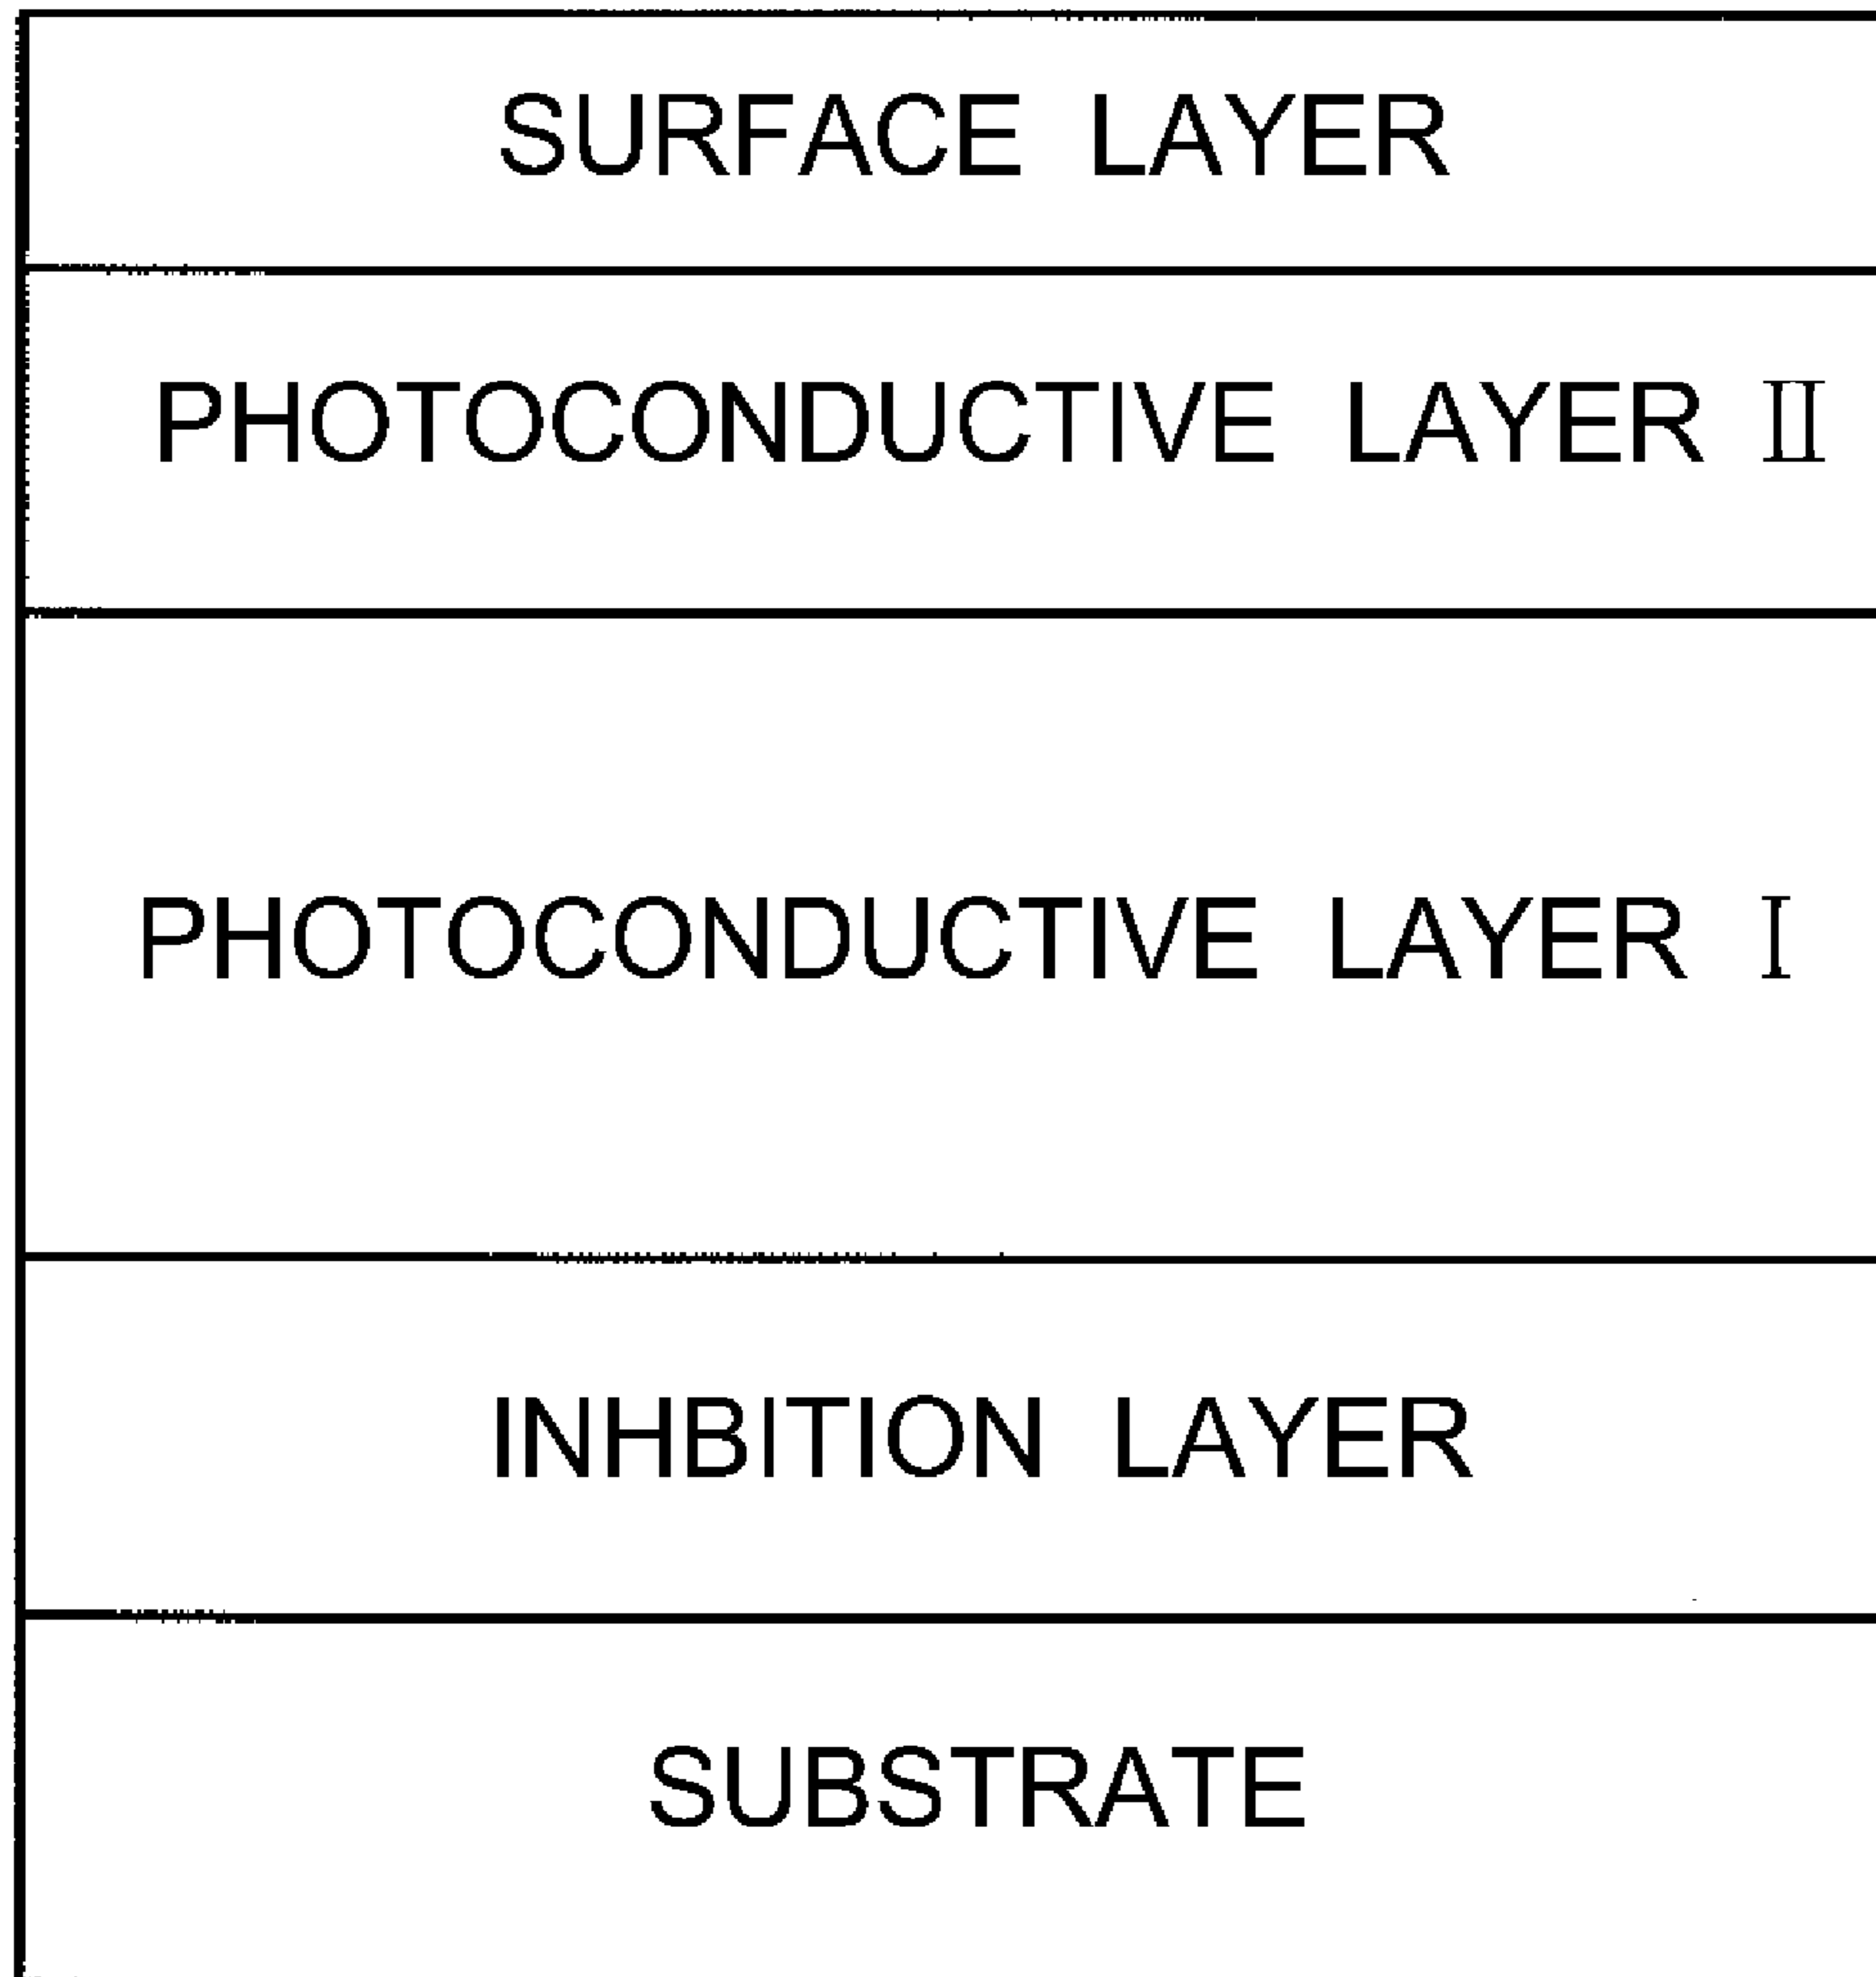 SURFACE LAYER
PHOTOCONDUCTIVE LAYER Ⅱ
PHOTOCONDUCTIVE LAYER Ⅰ
INHBITION LAYER
SUBSTRATE